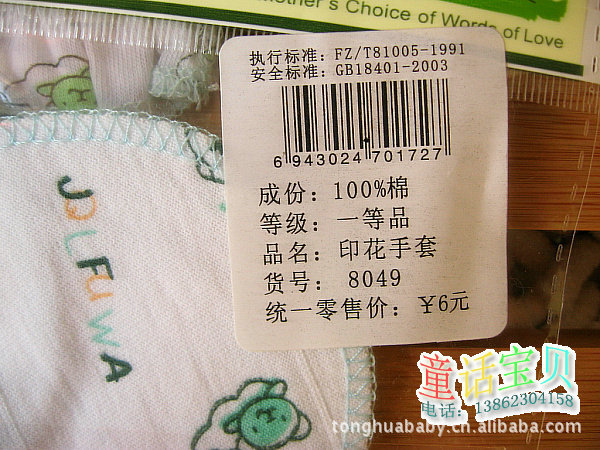 Mother's Choice of Words of Love
执行标准：FZ/T81005-1991
安全标准：GB18401-2003
6 943024 701727
成份：100%棉
等级：一等品
品名：印花手套
货号：8049
统一零售价：￥6元
JDLFUWA
童话宝贝
电话：13862304158
tonghuababy.cn.alibaba.com